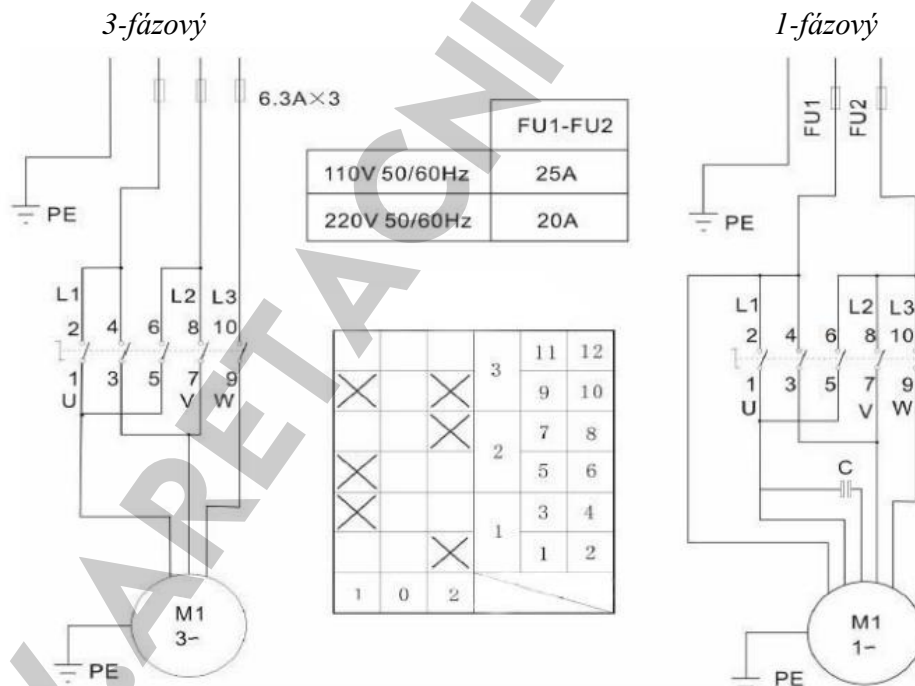 3-fázový
1-fázový
6.3A×3
FU1
FU2
FU1-FU2
110V 50/60Hz 25A
220V 50/60Hz 20A
PE
PE
L1 L2 L3
2 4 6 8 10
1 3 5 7 9
U V W
L1 L2 L3
2 4 6 8 10
1 3 5 7 9
U V W
C
3 11 12
9 10
2 7 8
5 6
1 3 4
1 2
1 0 2
M1
3~
PE
M1
1~
PE